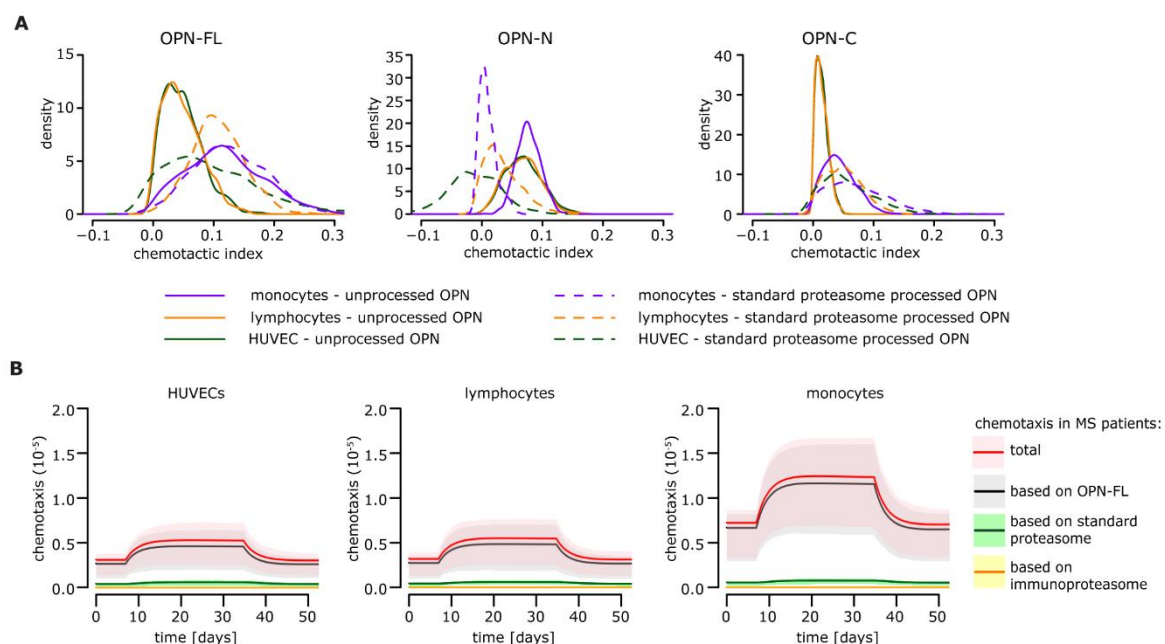 A
OPN-FL
OPN-N
OPN-C
density
15
10
5
0
−0.1 0.0 0.1 0.2 0.3
chemotactic index
density
35
30
25
20
15
10
5
0
−0.1 0.0 0.1 0.2 0.3
chemotactic index
density
40
30
20
10
0
−0.1 0.0 0.1 0.2 0.3
chemotactic index
monocytes - unprocessed OPN
lymphocytes - unprocessed OPN
HUVEC - unprocessed OPN
monocytes - standard proteasome processed OPN
lymphocytes - standard proteasome processed OPN
HUVEC - standard proteasome processed OPN
B
HUVECs
chemotaxis (10⁻⁵)
2.0
1.5
1.0
0.5
0.0
0 10 20 30 40 50
time [days]
lymphocytes
chemotaxis (10⁻⁵)
2.0
1.5
1.0
0.5
0.0
0 10 20 30 40 50
time [days]
monocytes
chemotaxis (10⁻⁵)
2.0
1.5
1.0
0.5
0.0
0 10 20 30 40 50
time [days]
chemotaxis in MS patients:
total
based on OPN-FL
based on standard
proteasome
based on
immunoproteasome